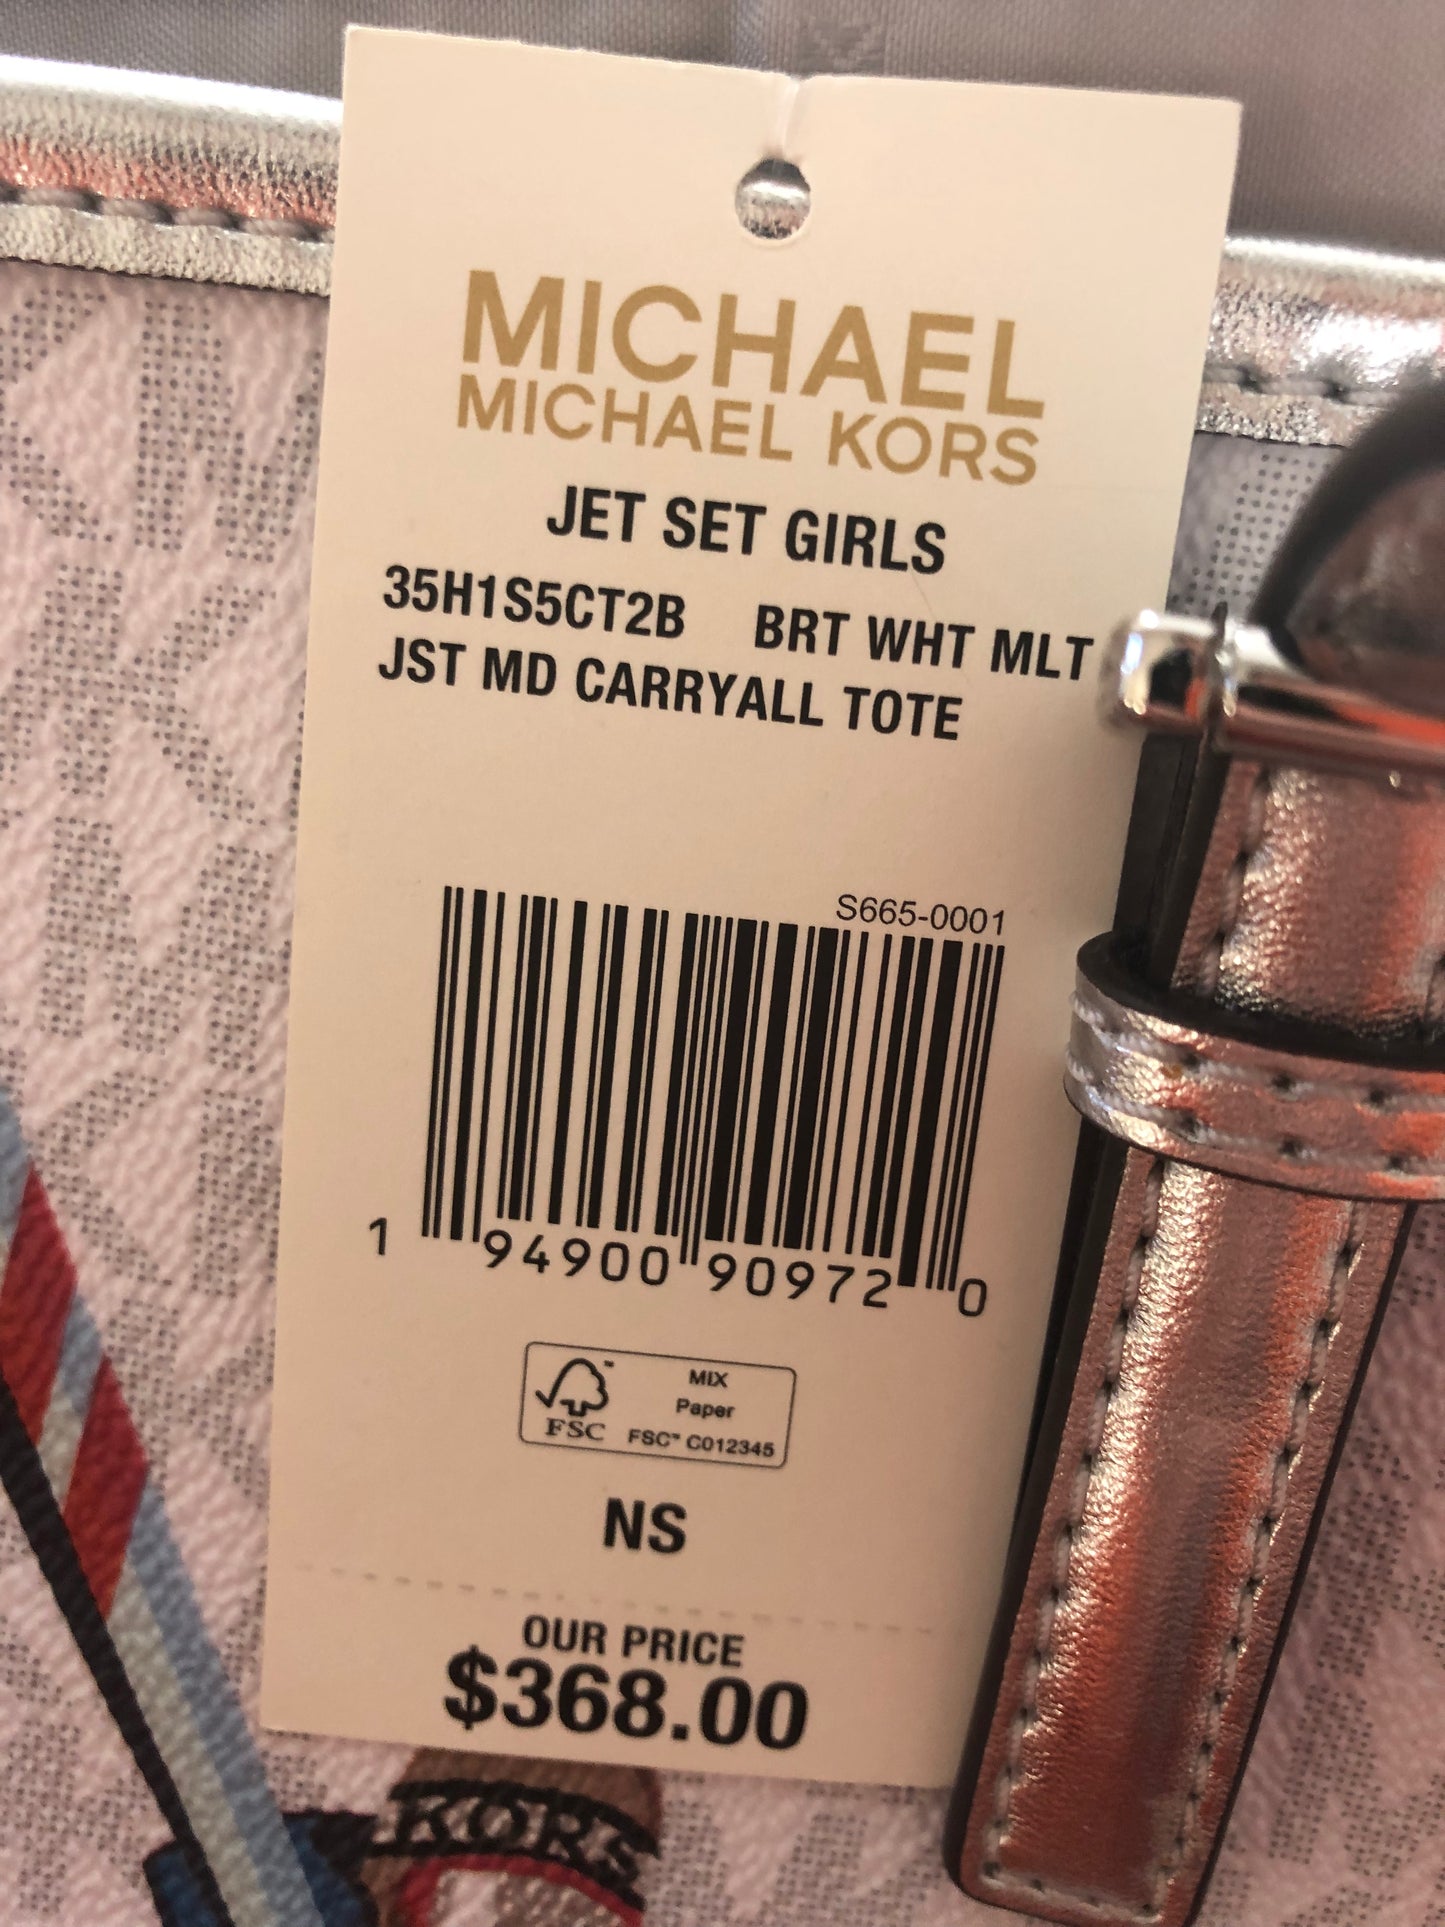 MICHAEL
MICHAEL KORS
JET SET GIRLS
35H1S5CT2B BRT WHT MLT
JST MD CARRYALL TOTE
S665-0001
1 94900 90972 0
MIX
Paper
FSC™ C012345
FSC
NS
OUR PRICE
$368.00
KORS